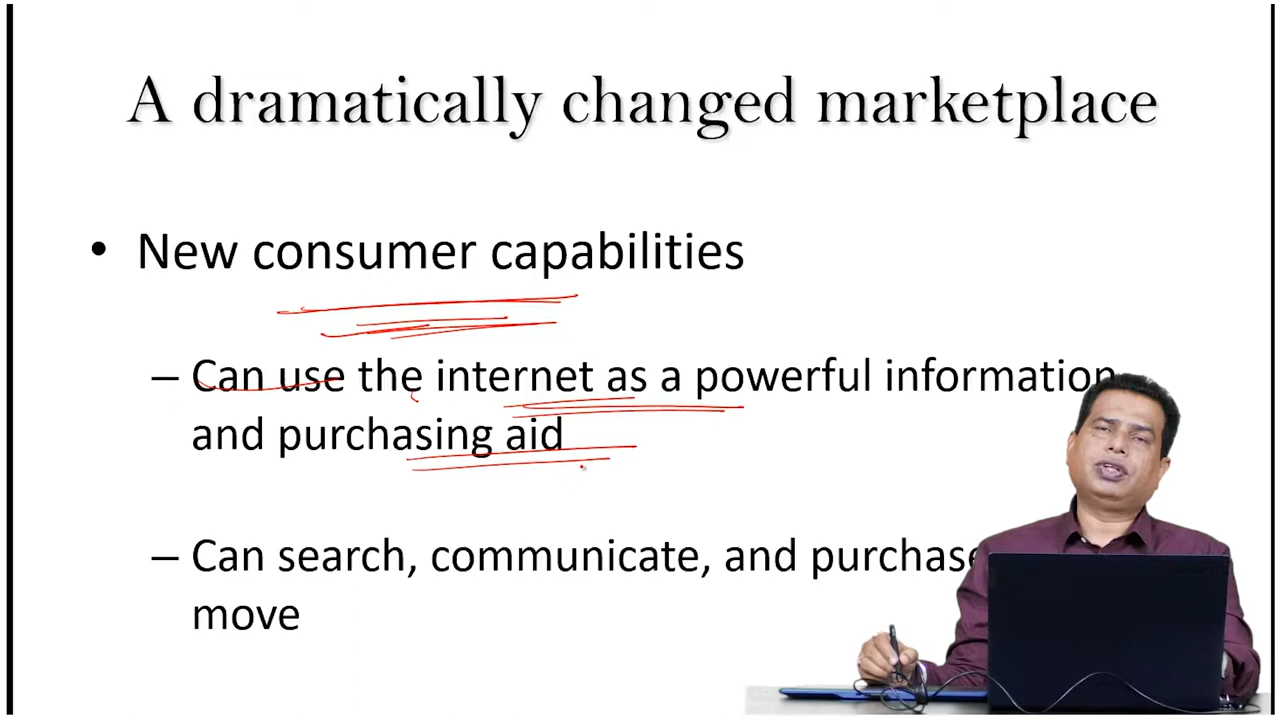 A dramatically changed marketplace
• New consumer capabilities
– Can use the internet as a powerful information
and purchasing aid
– Can search, communicate, and purchase
move